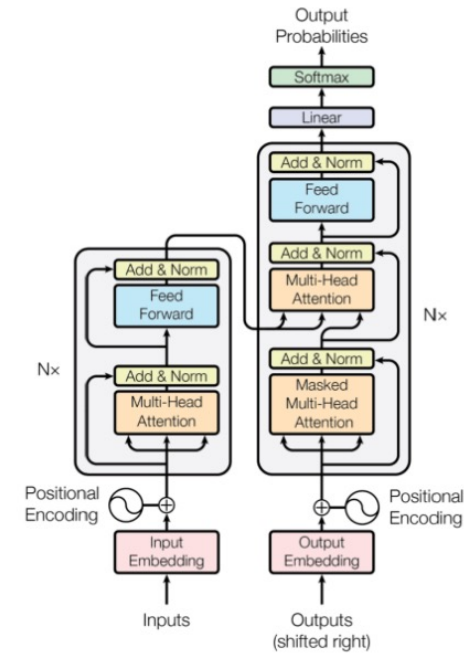 Output
Probabilities
Softmax
Linear
Add & Norm
Feed
Forward
Add & Norm
Multi-Head
Attention
Add & Norm
Masked
Multi-Head
Attention
Nx
Add & Norm
Feed
Forward
Add & Norm
Multi-Head
Attention
Nx
Positional
Encoding
Positional
Encoding
Input
Embedding
Output
Embedding
Inputs
Outputs
(shifted right)